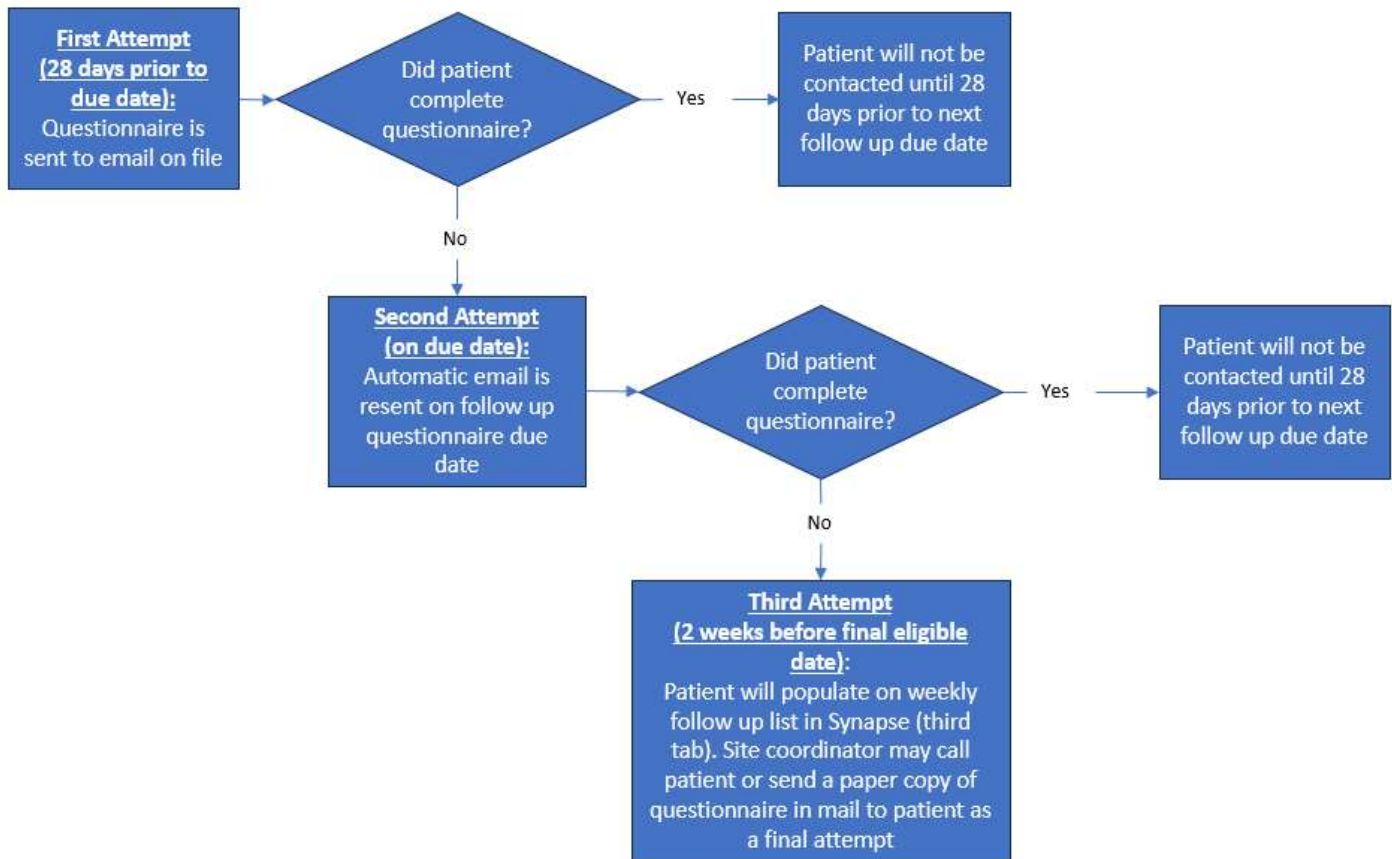 First Attempt
(28 days prior to
due date):
Questionnaire is
sent to email on file
Did patient
complete
questionnaire?
Yes
Patient will not be
contacted until 28
days prior to next
follow up due date
No
Second Attempt
(on due date):
Automatic email is
resent on follow up
questionnaire due
date
Did patient
complete
questionnaire?
Yes
Patient will not be
contacted until 28
days prior to next
follow up due date
No
Third Attempt
(2 weeks before final eligible
date):
Patient will populate on weekly
follow up list in Synapse (third
tab). Site coordinator may call
patient or send a paper copy of
questionnaire in mail to patient as
a final attempt